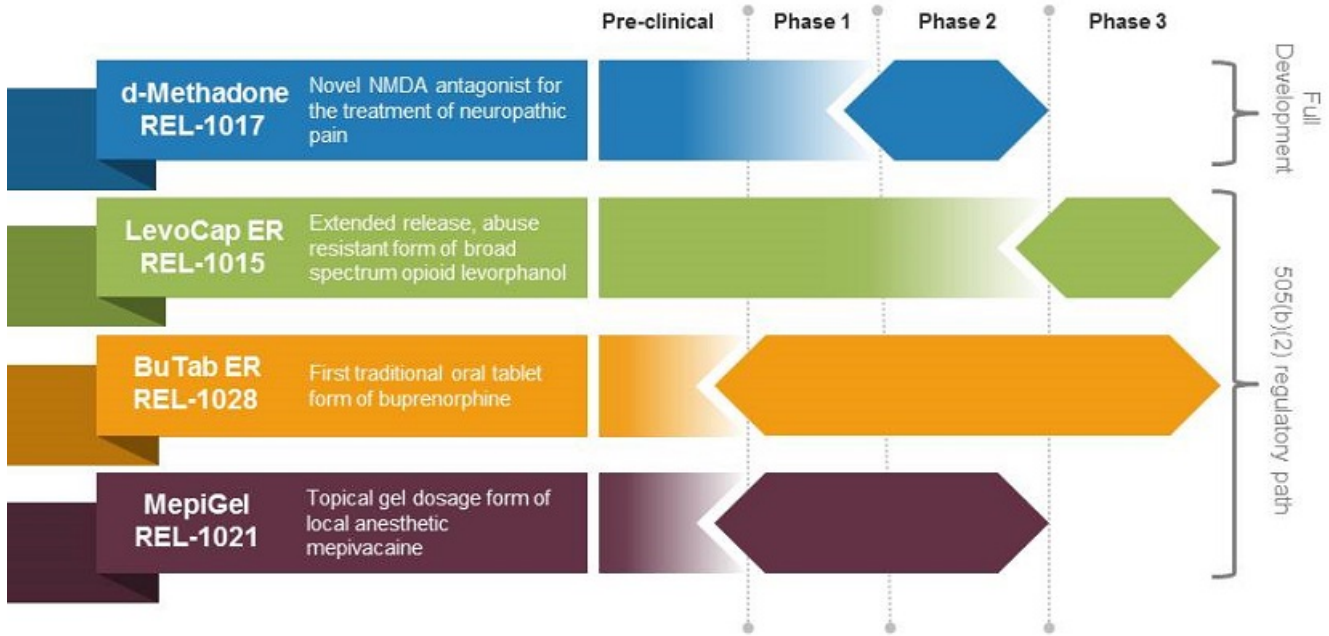 Pre-clinical Phase 1 Phase 2 Phase 3
d-Methadone
REL-1017
Novel NMDA antagonist for
the treatment of neuropathic
pain
Full
Development
LevoCap ER
REL-1015
Extended release, abuse
resistant form of broad
spectrum opioid levorphanol
BuTab ER
REL-1028
First traditional oral tablet
form of buprenorphine
MepiGel
REL-1021
Topical gel dosage form of
local anesthetic
mepivacaine
505(b)(2) regulatory path